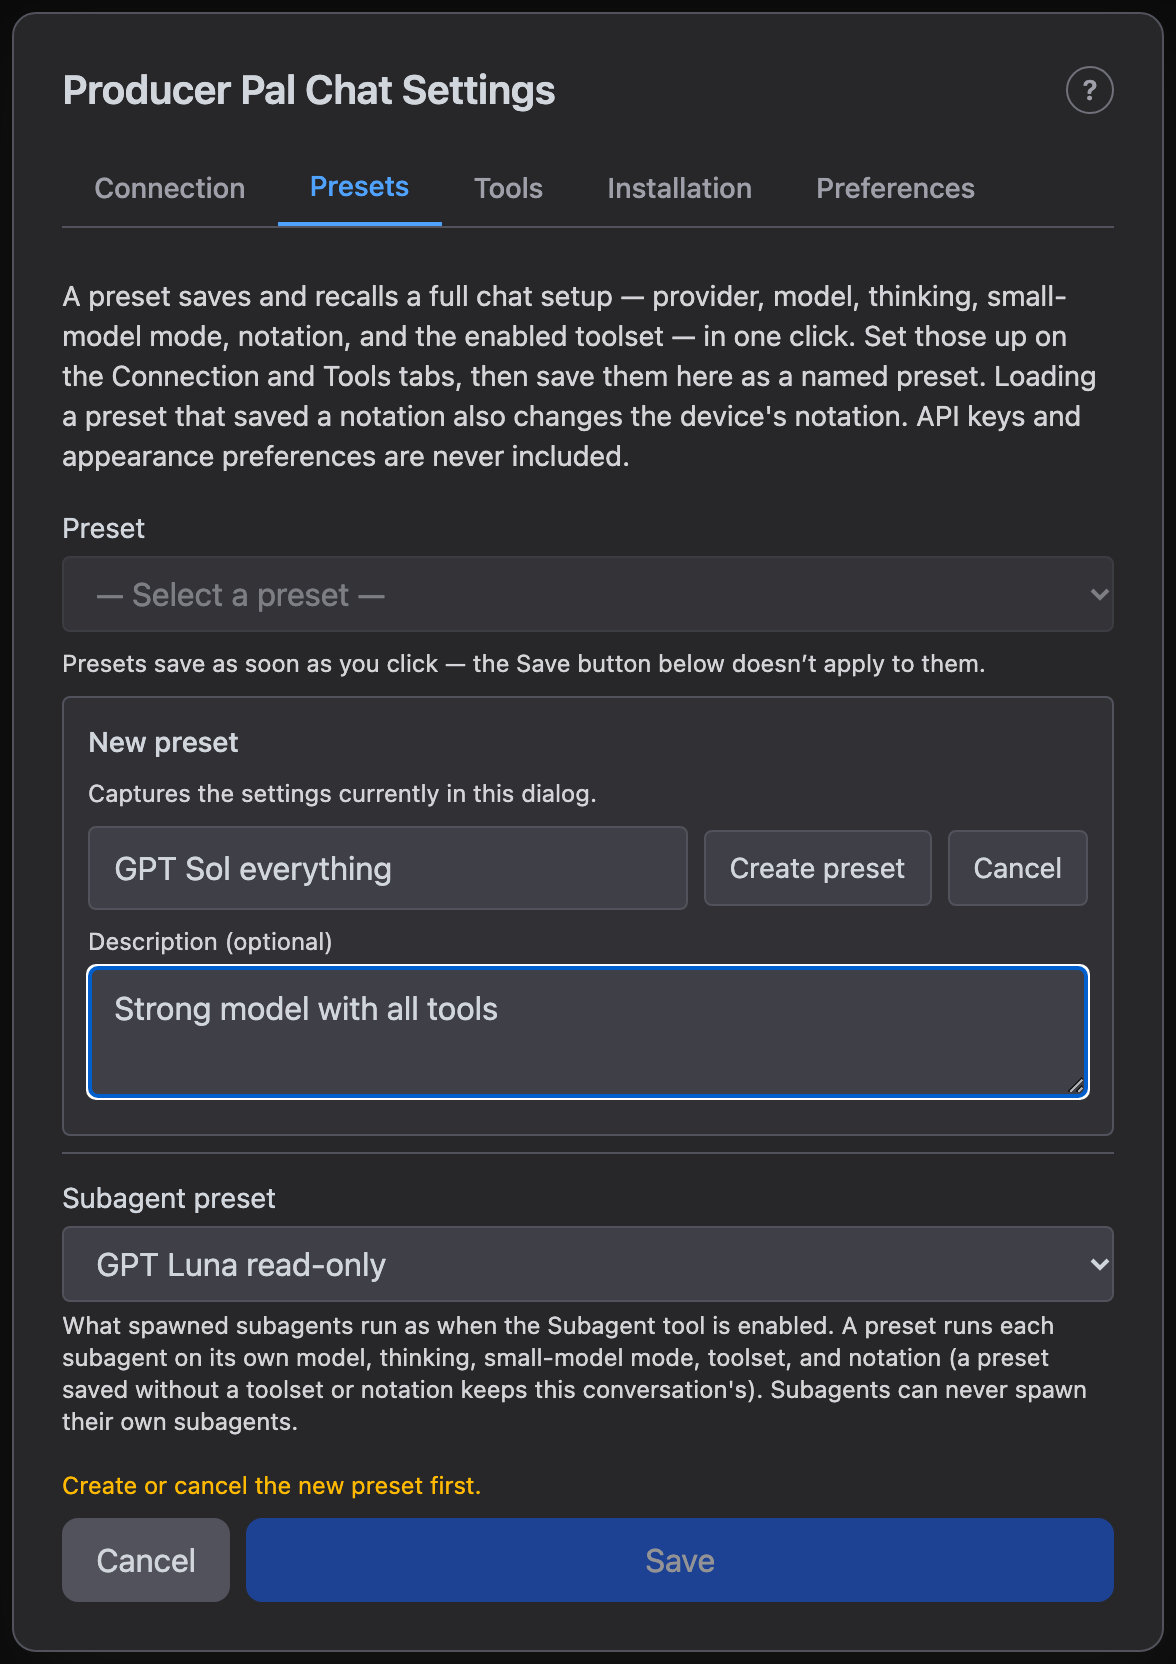 Producer Pal Chat Settings
?
Connection
Presets
Tools
Installation
Preferences
A preset saves and recalls a full chat setup — provider, model, thinking, small-
model mode, notation, and the enabled toolset — in one click. Set those up on
the Connection and Tools tabs, then save them here as a named preset. Loading
a preset that saved a notation also changes the device's notation. API keys and
appearance preferences are never included.
Preset
— Select a preset —
Presets save as soon as you click — the Save button below doesn’t apply to them.
New preset
Captures the settings currently in this dialog.
GPT Sol everything
Create preset
Cancel
Description (optional)
Strong model with all tools
Subagent preset
GPT Luna read-only
What spawned subagents run as when the Subagent tool is enabled. A preset runs each
subagent on its own model, thinking, small-model mode, toolset, and notation (a preset
saved without a toolset or notation keeps this conversation's). Subagents can never spawn
their own subagents.
Create or cancel the new preset first.
Cancel
Save